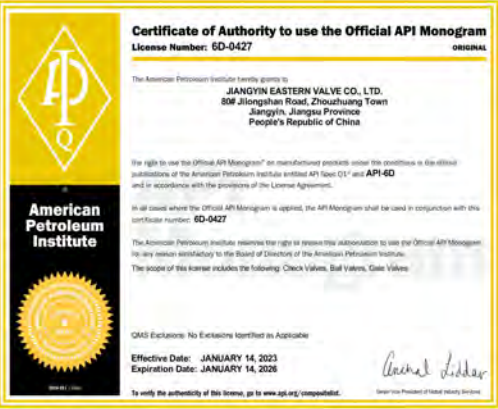 Certificate of Authority to use the Official API Monogram
License Number: 6D-0427
ORIGINAL
The American Petroleum Institute hereby grants to
JIANGYIN EASTERN VALVE CO., LTD.
80# Jilongshan Road, Zhouzhuang Town
Jiangyin, Jiangsu Province
People's Republic of China
the right to use the Official API Monogram® on manufactured products under the conditions in the official
publications of the American Petroleum Institute entitled API Spec Q1® and API-6D
and in accordance with the provisions of the License Agreement.
In all cases where the Official API Monogram is applied, the API Monogram shall be used in conjunction with this
certificate number: 6D-0427
The American Petroleum Institute reserves the right to revoke this authorization to use the Official API Monogram
for any reason satisfactory to the Board of Directors of the American Petroleum Institute.
The scope of this license includes the following: Check Valves, Ball Valves, Gate Valves
QMS Exclusions: No Exclusions Identified as Applicable
Effective Date: JANUARY 14, 2023
Expiration Date: JANUARY 14, 2026
To verify the authenticity of this license, go to www.api.org/compositelist.
Senior Vice President of Global Industry Services
API
Q
American
Petroleum
Institute